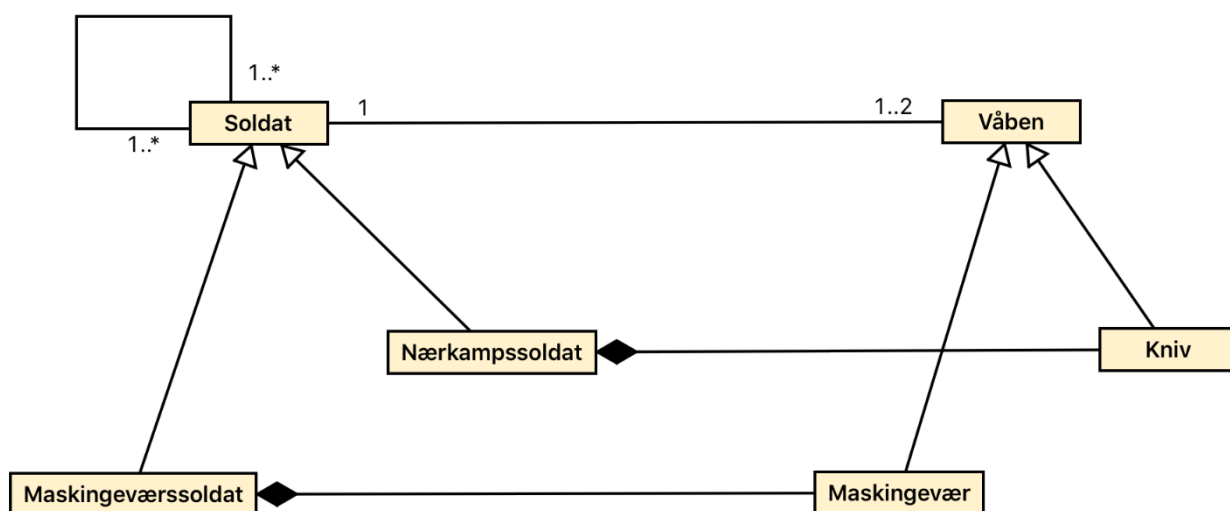 1..*
1..*
Soldat
1
1..2
Våben
Nærkampssoldat
Kniv
Maskingeværssoldat
Maskingevær